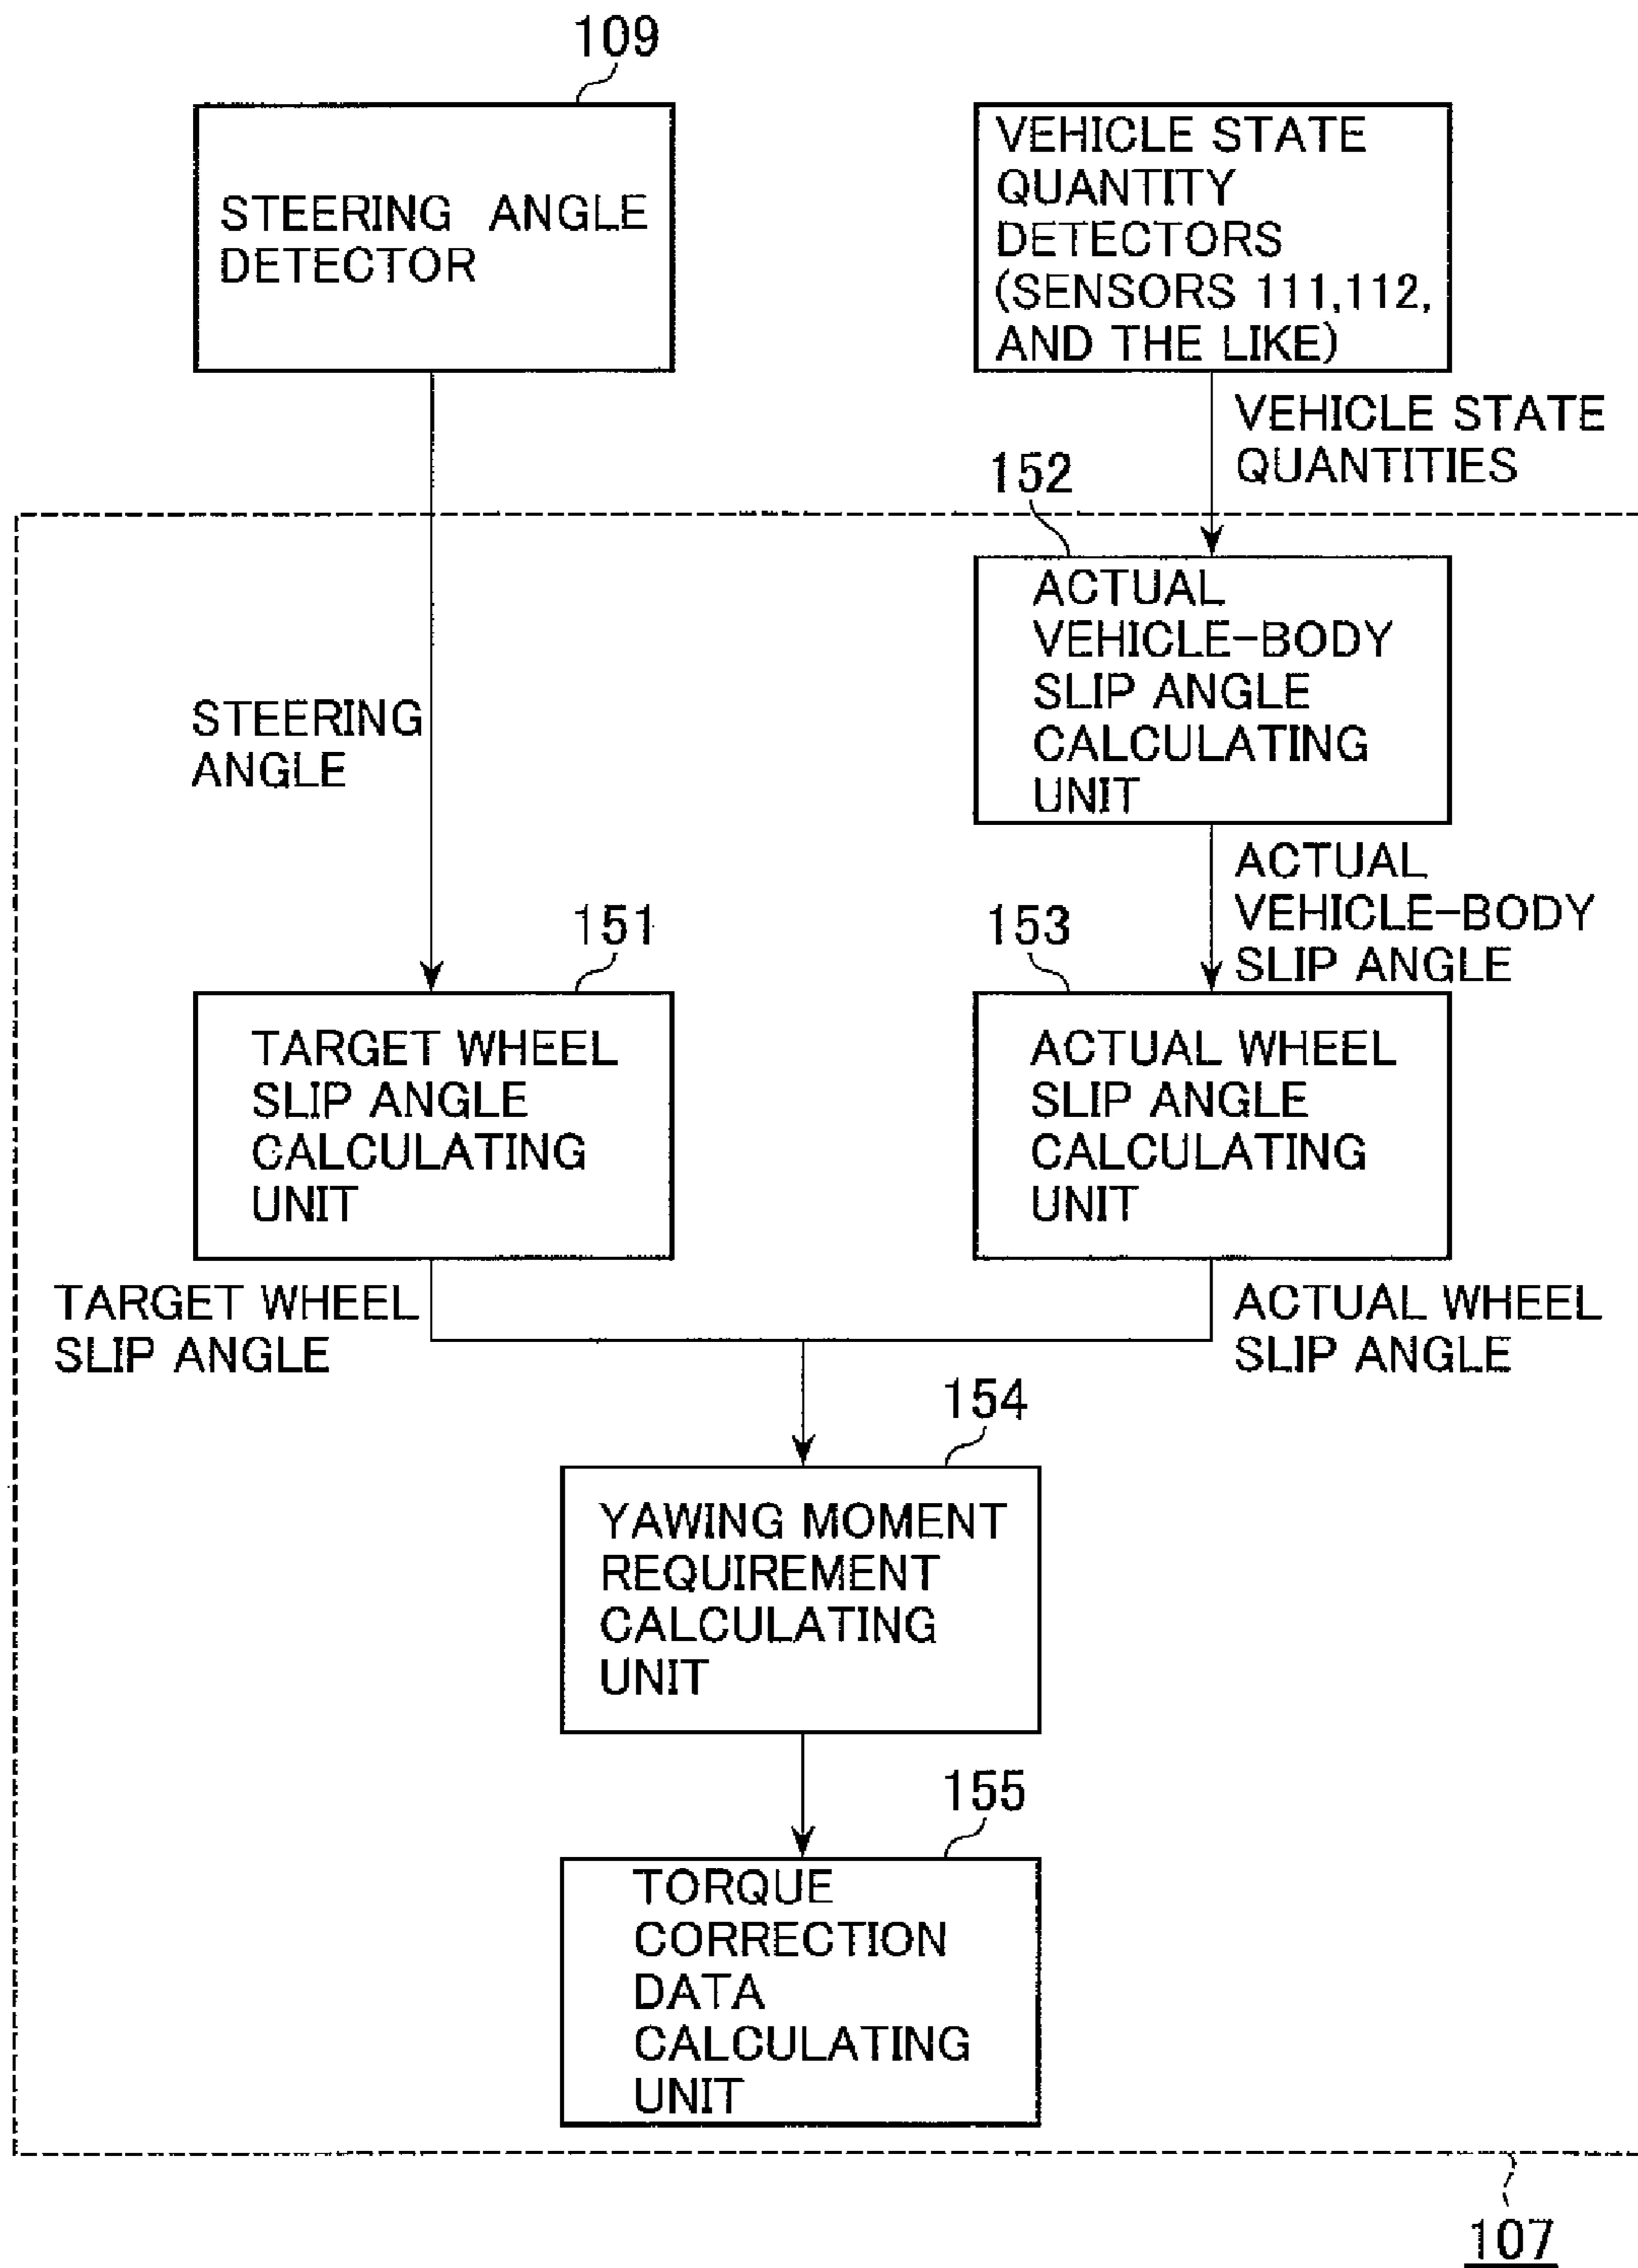 109
STEERING ANGLE
DETECTOR
VEHICLE STATE
QUANTITY
DETECTORS
(SENSORS 111,112,
AND THE LIKE)
VEHICLE STATE
QUANTITIES
152
ACTUAL
VEHICLE-BODY
SLIP ANGLE
CALCULATING
UNIT
STEERING
ANGLE
ACTUAL
VEHICLE-BODY
SLIP ANGLE
151
TARGET WHEEL
SLIP ANGLE
CALCULATING
UNIT
153
ACTUAL WHEEL
SLIP ANGLE
CALCULATING
UNIT
TARGET WHEEL
SLIP ANGLE
ACTUAL WHEEL
SLIP ANGLE
154
YAWING MOMENT
REQUIREMENT
CALCULATING
UNIT
155
TORQUE
CORRECTION
DATA
CALCULATING
UNIT
107